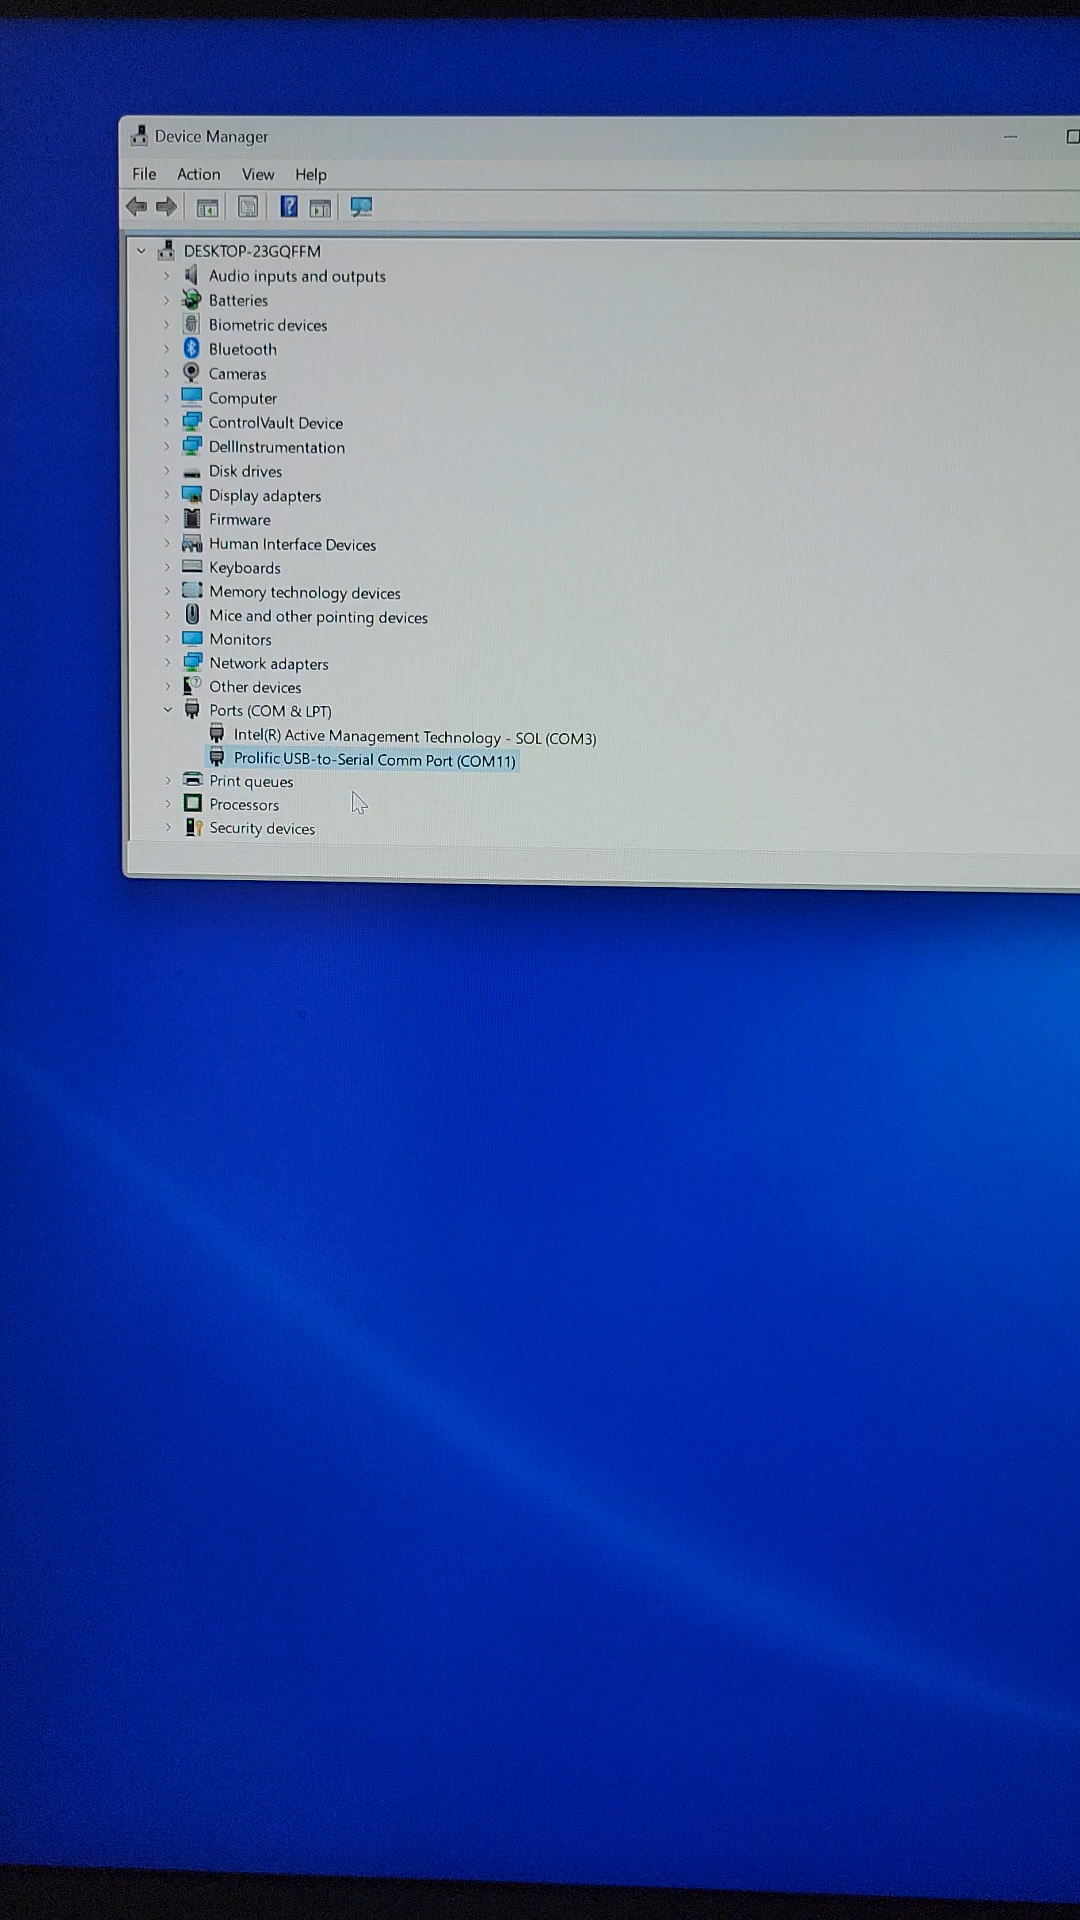 Device Manager
File Action View Help
DESKTOP-23GQFFM
Audio inputs and outputs
Batteries
Biometric devices
Bluetooth
Cameras
Computer
ControlVault Device
DellInstrumentation
Disk drives
Display adapters
Firmware
Human Interface Devices
Keyboards
Memory technology devices
Mice and other pointing devices
Monitors
Network adapters
Other devices
Ports (COM & LPT)
Intel(R) Active Management Technology - SOL (COM3)
Prolific USB-to-Serial Comm Port (COM11)
Print queues
Processors
Security devices